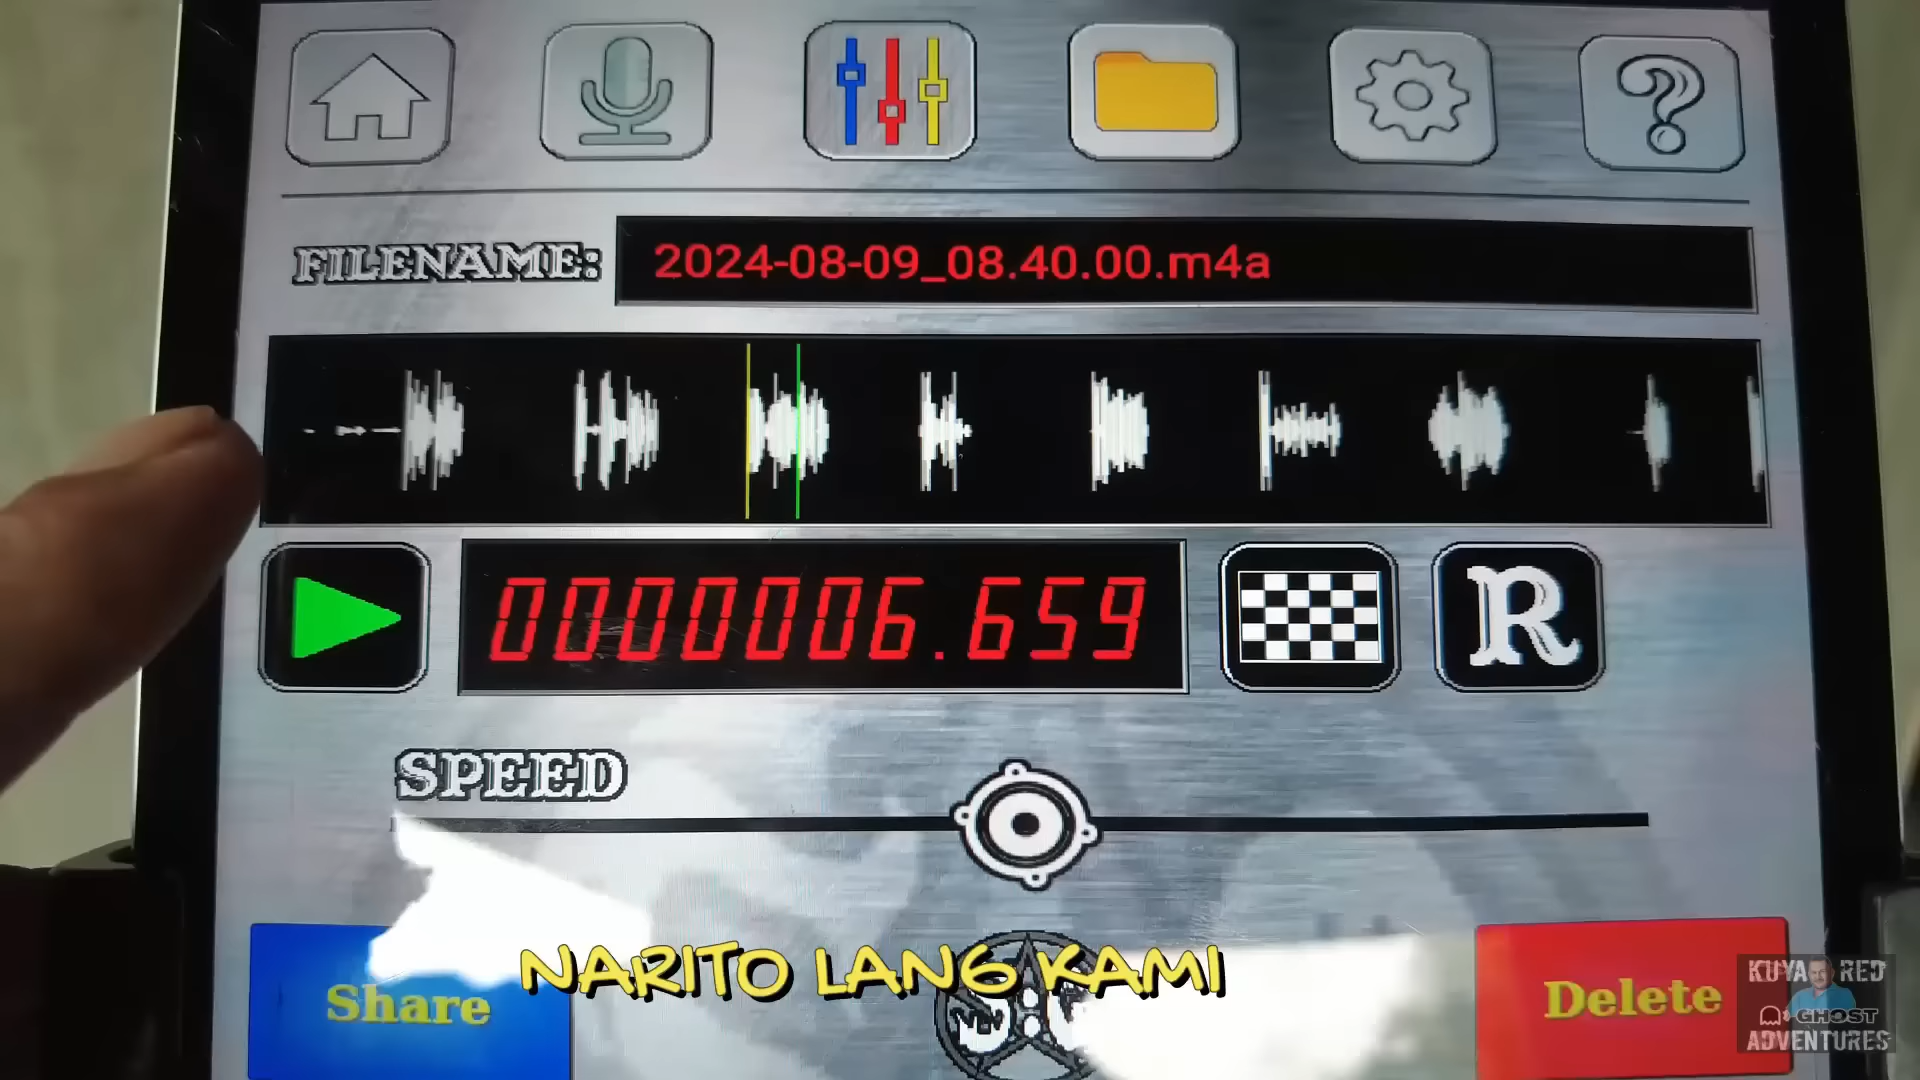 FILENAME:
2024-08-09_08.40.00.m4a
0000006.659
R
SPEED
Share
NARITO LANG KAMI
Delete
KUYA RED
GHOST
ADVENTURES